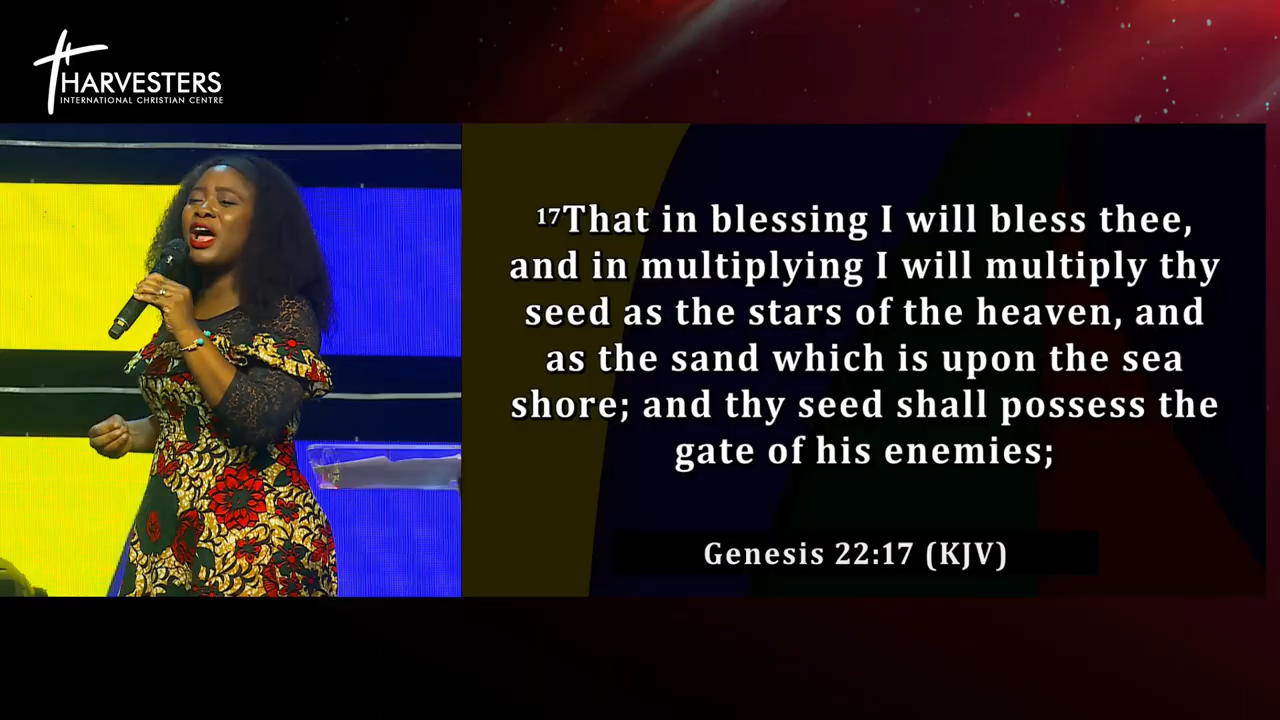 HARVESTERS
INTERNATIONAL CHRISTIAN CENTRE
17That in blessing I will bless thee,
and in multiplying I will multiply thy
seed as the stars of the heaven, and
as the sand which is upon the sea
shore; and thy seed shall possess the
gate of his enemies;
Genesis 22:17 (KJV)